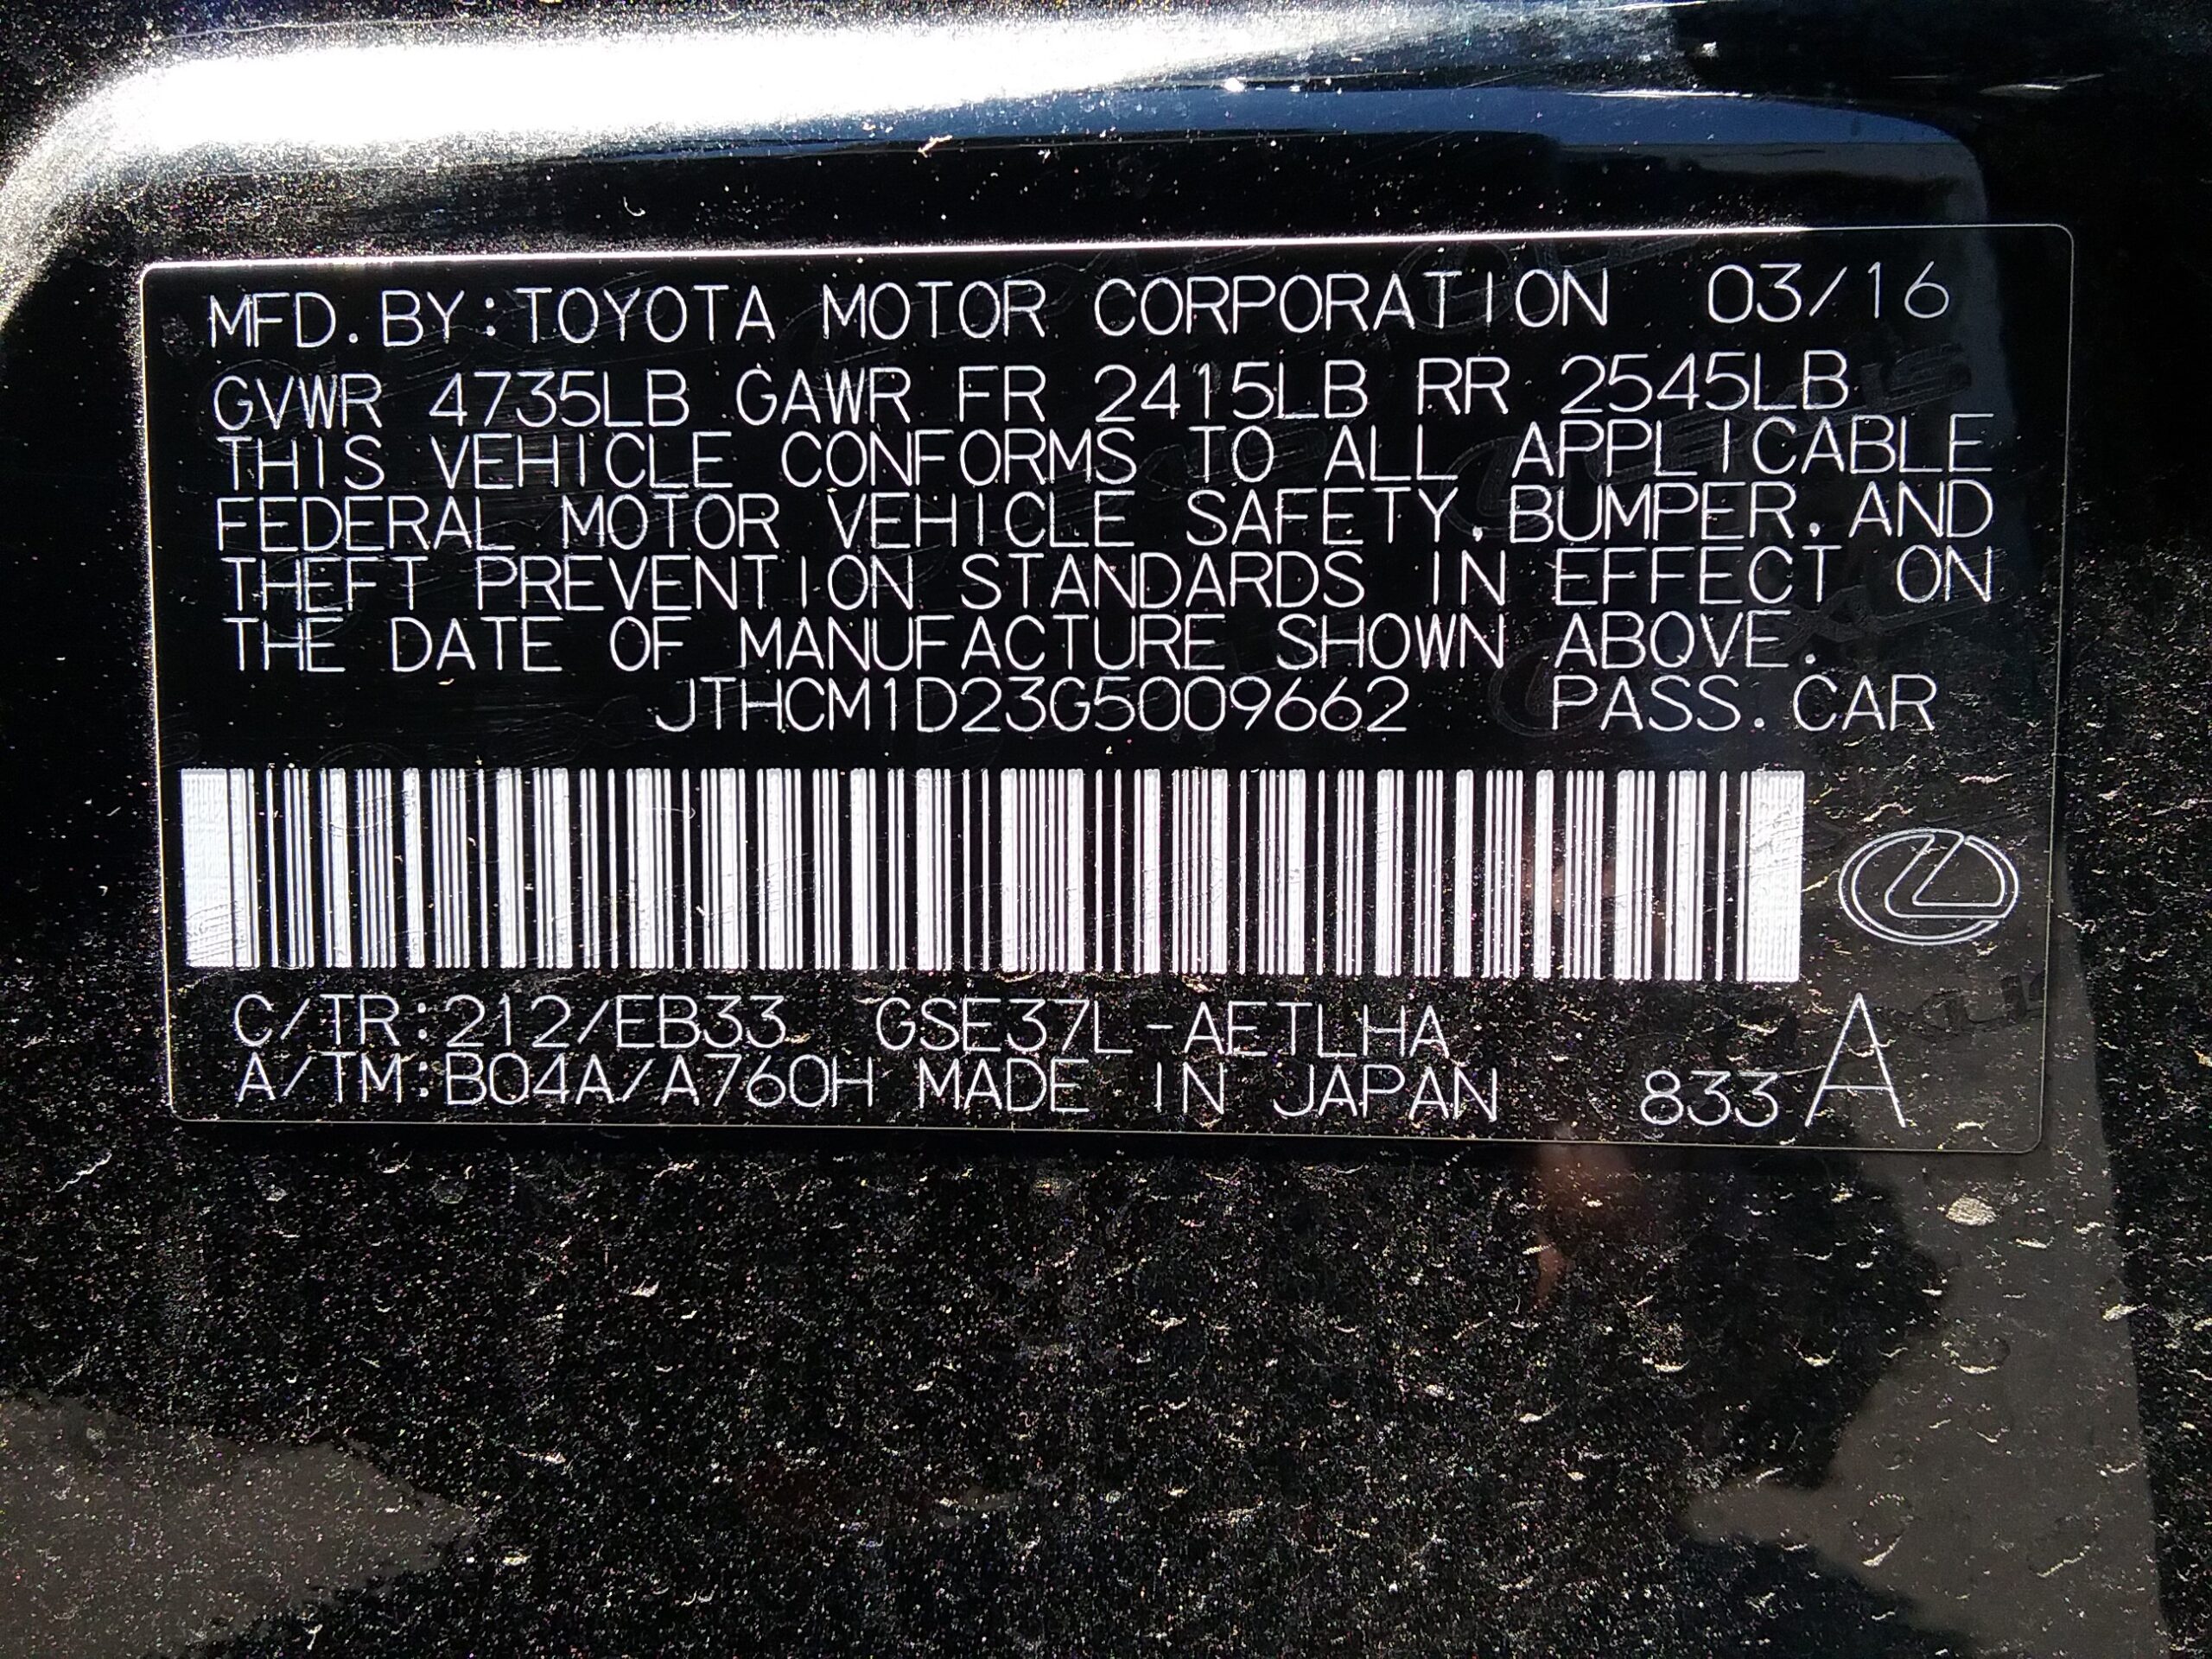 MFD.BY:TOYOTA MOTOR CORPORATION 03/16
GVWR 4735LB GAWR FR 2415LB RR 2545LB
THIS VEHICLE CONFORMS TO ALL APPLICABLE
FEDERAL MOTOR VEHICLE SAFETY,BUMPER,AND
THEFT PREVENTION STANDARDS IN EFFECT ON
THE DATE OF MANUFACTURE SHOWN ABOVE.
JTHCM1D23G5009662 PASS.CAR
C/TR:212/EB33 GSE37L-AETLHA
A/TM:B04A/A760H MADE IN JAPAN 833 A